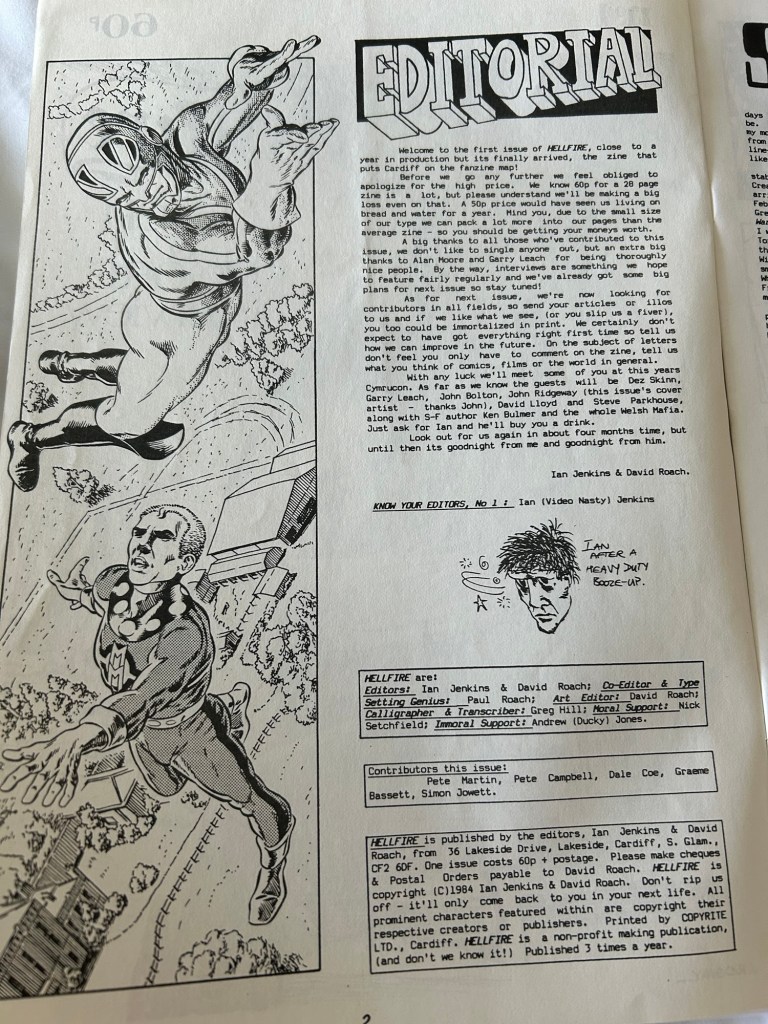 60P
EDITORIAL
Welcome to the first issue of HELLFIRE, close to a
year in production but its finally arrived, the zine that
puts Cardiff on the fanzine map!
Before we go any further we feel obliged to
apologize for the high price. We know 60p for a 28 page
zine is a lot, but please understand we'll be making a big
loss even on that. A 50p price would have seen us living on
bread and water for a year. Mind you, due to the small size
of our type we can pack a lot more into our pages than the
average zine - so you should be getting your moneys worth.
A big thanks to all those who've contributed to this
issue, we don't like to single anyone out, but an extra big
thanks to Alan Moore and Garry Leach for being thoroughly
nice people. By the way, interviews are something we hope
to feature fairly regularly and we've already got some big
plans for next issue so stay tuned!
As for next issue, we're now looking for
contributors in all fields, so send your articles or illos
to us and if we like what we see, (or you slip us a fiver),
you too could be immortalized in print. We certainly don't
expect to have got everything right first time so tell us
how we can improve in the future. On the subject of letters
don't feel you only have to comment on the zine, tell us
what you think of comics, films or the world in general.
With any luck we'll meet some of you at this years
Cymrucon. As far as we know the guests will be Dez Skinn,
Garry Leach, John Bolton, John Ridgeway (this issue's cover
artist - thanks John), David Lloyd and Steve Parkhouse,
along with S-F author Ken Bulmer and the whole Welsh Mafia.
Just ask for Ian and he'll buy you a drink.
Look out for us again in about four months time, but
until then its goodnight from me and goodnight from him.
Ian Jenkins & David Roach.
KNOW YOUR EDITORS, No 1 : Ian (Video Nasty) Jenkins
IAN
AFTER A
HEAVY DUTY
BOOZE-UP.
HELLFIRE are:
Editors: Ian Jenkins & David Roach; Co-Editor & Type
Setting Genius: Paul Roach; Art Editor: David Roach;
Calligrapher & Transcriber: Greg Hill; Moral Support: Nick
Setchfield; Immoral Support: Andrew (Ducky) Jones.
Contributors this issue:
Pete Martin, Pete Campbell, Dale Coe, Graeme
Bassett, Simon Jowett.
HELLFIRE is published by the editors, Ian Jenkins & David
Roach, from 36 Lakeside Drive, Lakeside, Cardiff, S. Glam.,
CF2 6DF. One issue costs 60p + postage. Please make cheques
& Postal Orders payable to David Roach. HELLFIRE is
copyright (C)1984 Ian Jenkins & David Roach. Don't rip us
off - it'll only come back to you in your next life. All
prominent characters featured within are copyright their
respective creators or publishers. Printed by COPYRITE
LTD., Cardiff. HELLFIRE is a non-profit making publication,
(and don't we know it!) Published 3 times a year.
2
days
be.
my mo
from
line-
like
stab
Crea
arr
Feb
Gre
War
I w
To
th
Wi